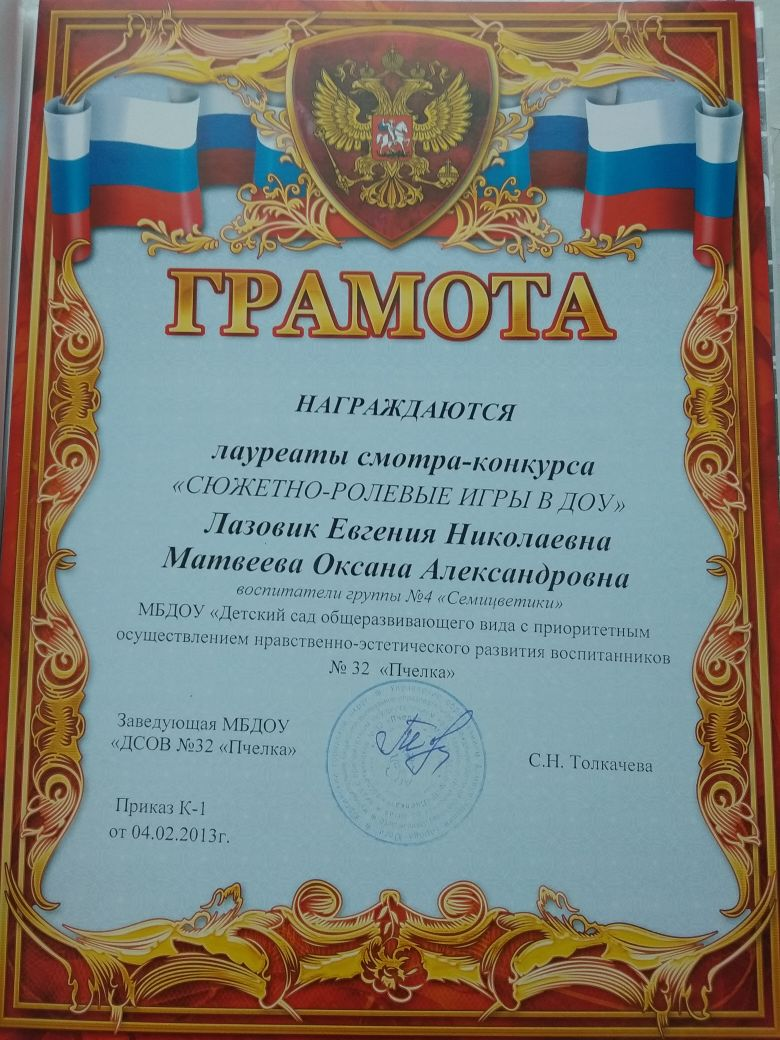 ГРАМОТА
НАГРАЖДАЮТСЯ
лауреаты смотра-конкурса
«СЮЖЕТНО-РОЛЕВЫЕ ИГРЫ В ДОУ»
Лазовик Евгения Николаевна
Матвеева Оксана Александровна
воспитатели группы №4 «Семицветики»
МБДОУ «Детский сад общеразвивающего вида с приоритетным
осуществлением нравственно-эстетического развития воспитанников
№ 32 «Пчелка»
Заведующая МБДОУ
«ДСОВ №32 «Пчелка»
С.Н. Толкачева
Приказ К-1
от 04.02.2013г.